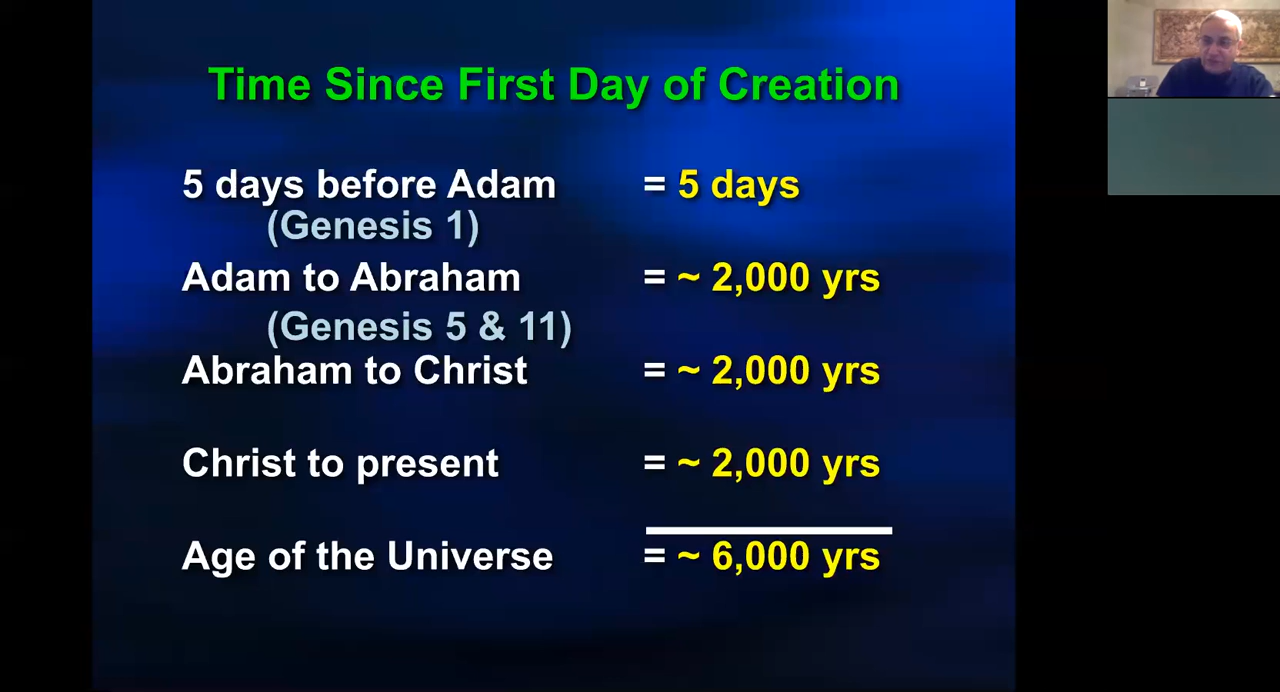 Time Since First Day of Creation
5 days before Adam = 5 days
(Genesis 1)
Adam to Abraham = ~ 2,000 yrs
(Genesis 5 & 11)
Abraham to Christ = ~ 2,000 yrs
Christ to present = ~ 2,000 yrs
Age of the Universe = ~ 6,000 yrs